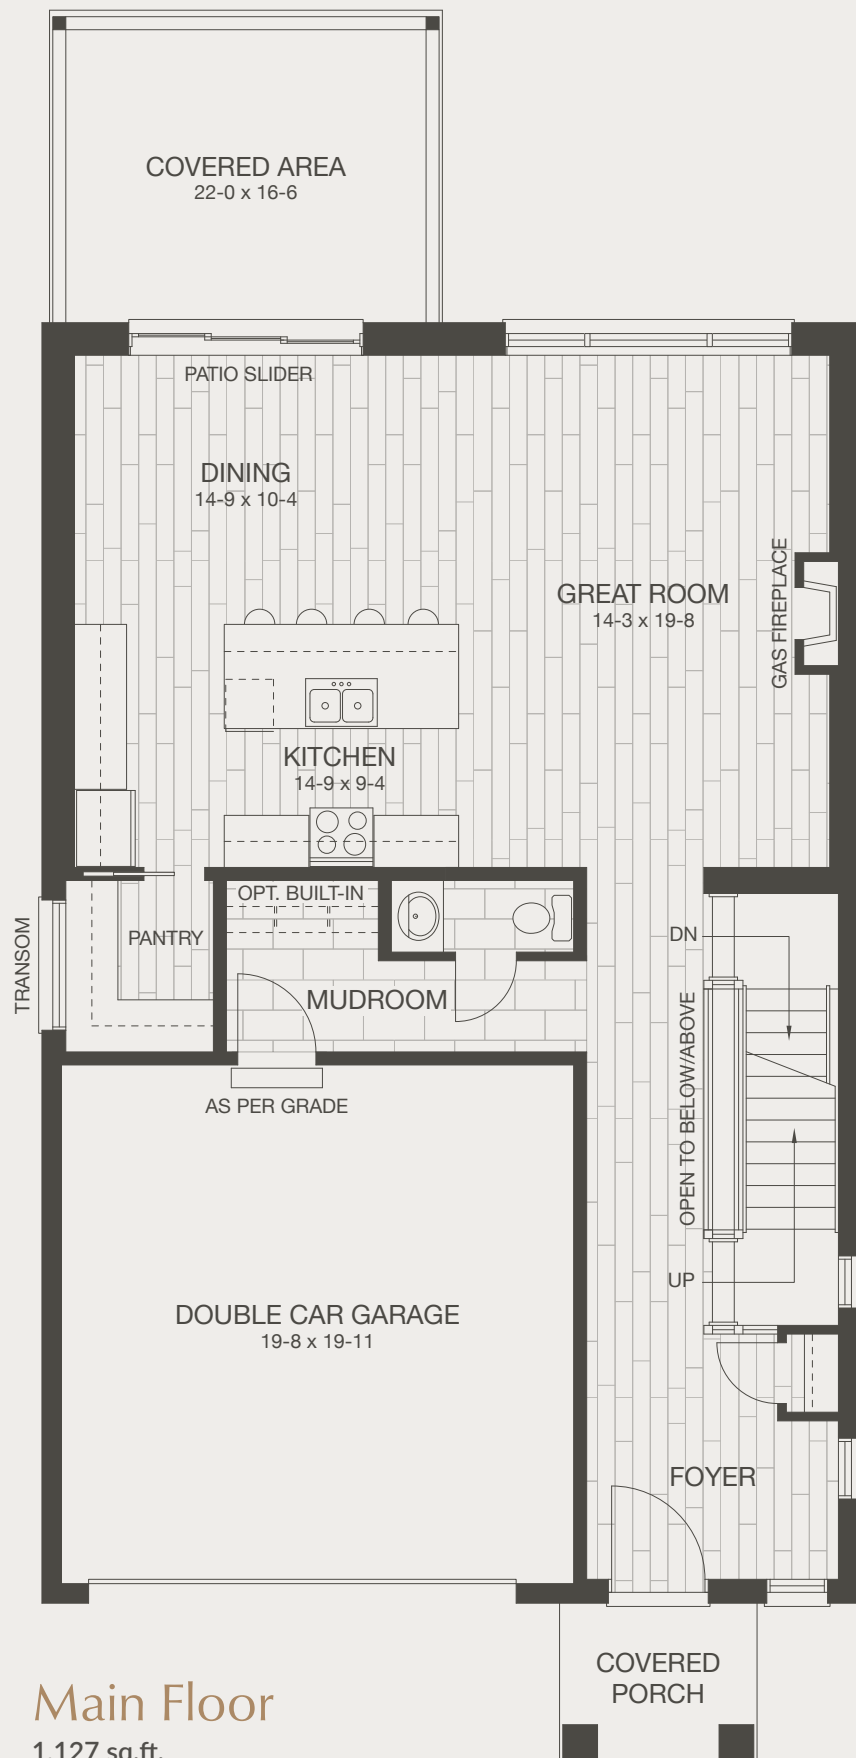 COVERED AREA
22-0 x 16-6
PATIO SLIDER
DINING
14-9 x 10-4
GREAT ROOM
14-3 x 19-8
GAS FIREPLACE
KITCHEN
14-9 x 9-4
OPT. BUILT-IN
PANTRY
TRANSOM
MUDROOM
DN
OPEN TO BELOW/ABOVE
AS PER GRADE
UP
DOUBLE CAR GARAGE
19-8 x 19-11
FOYER
COVERED
PORCH
Main Floor
1,127 sq.ft.